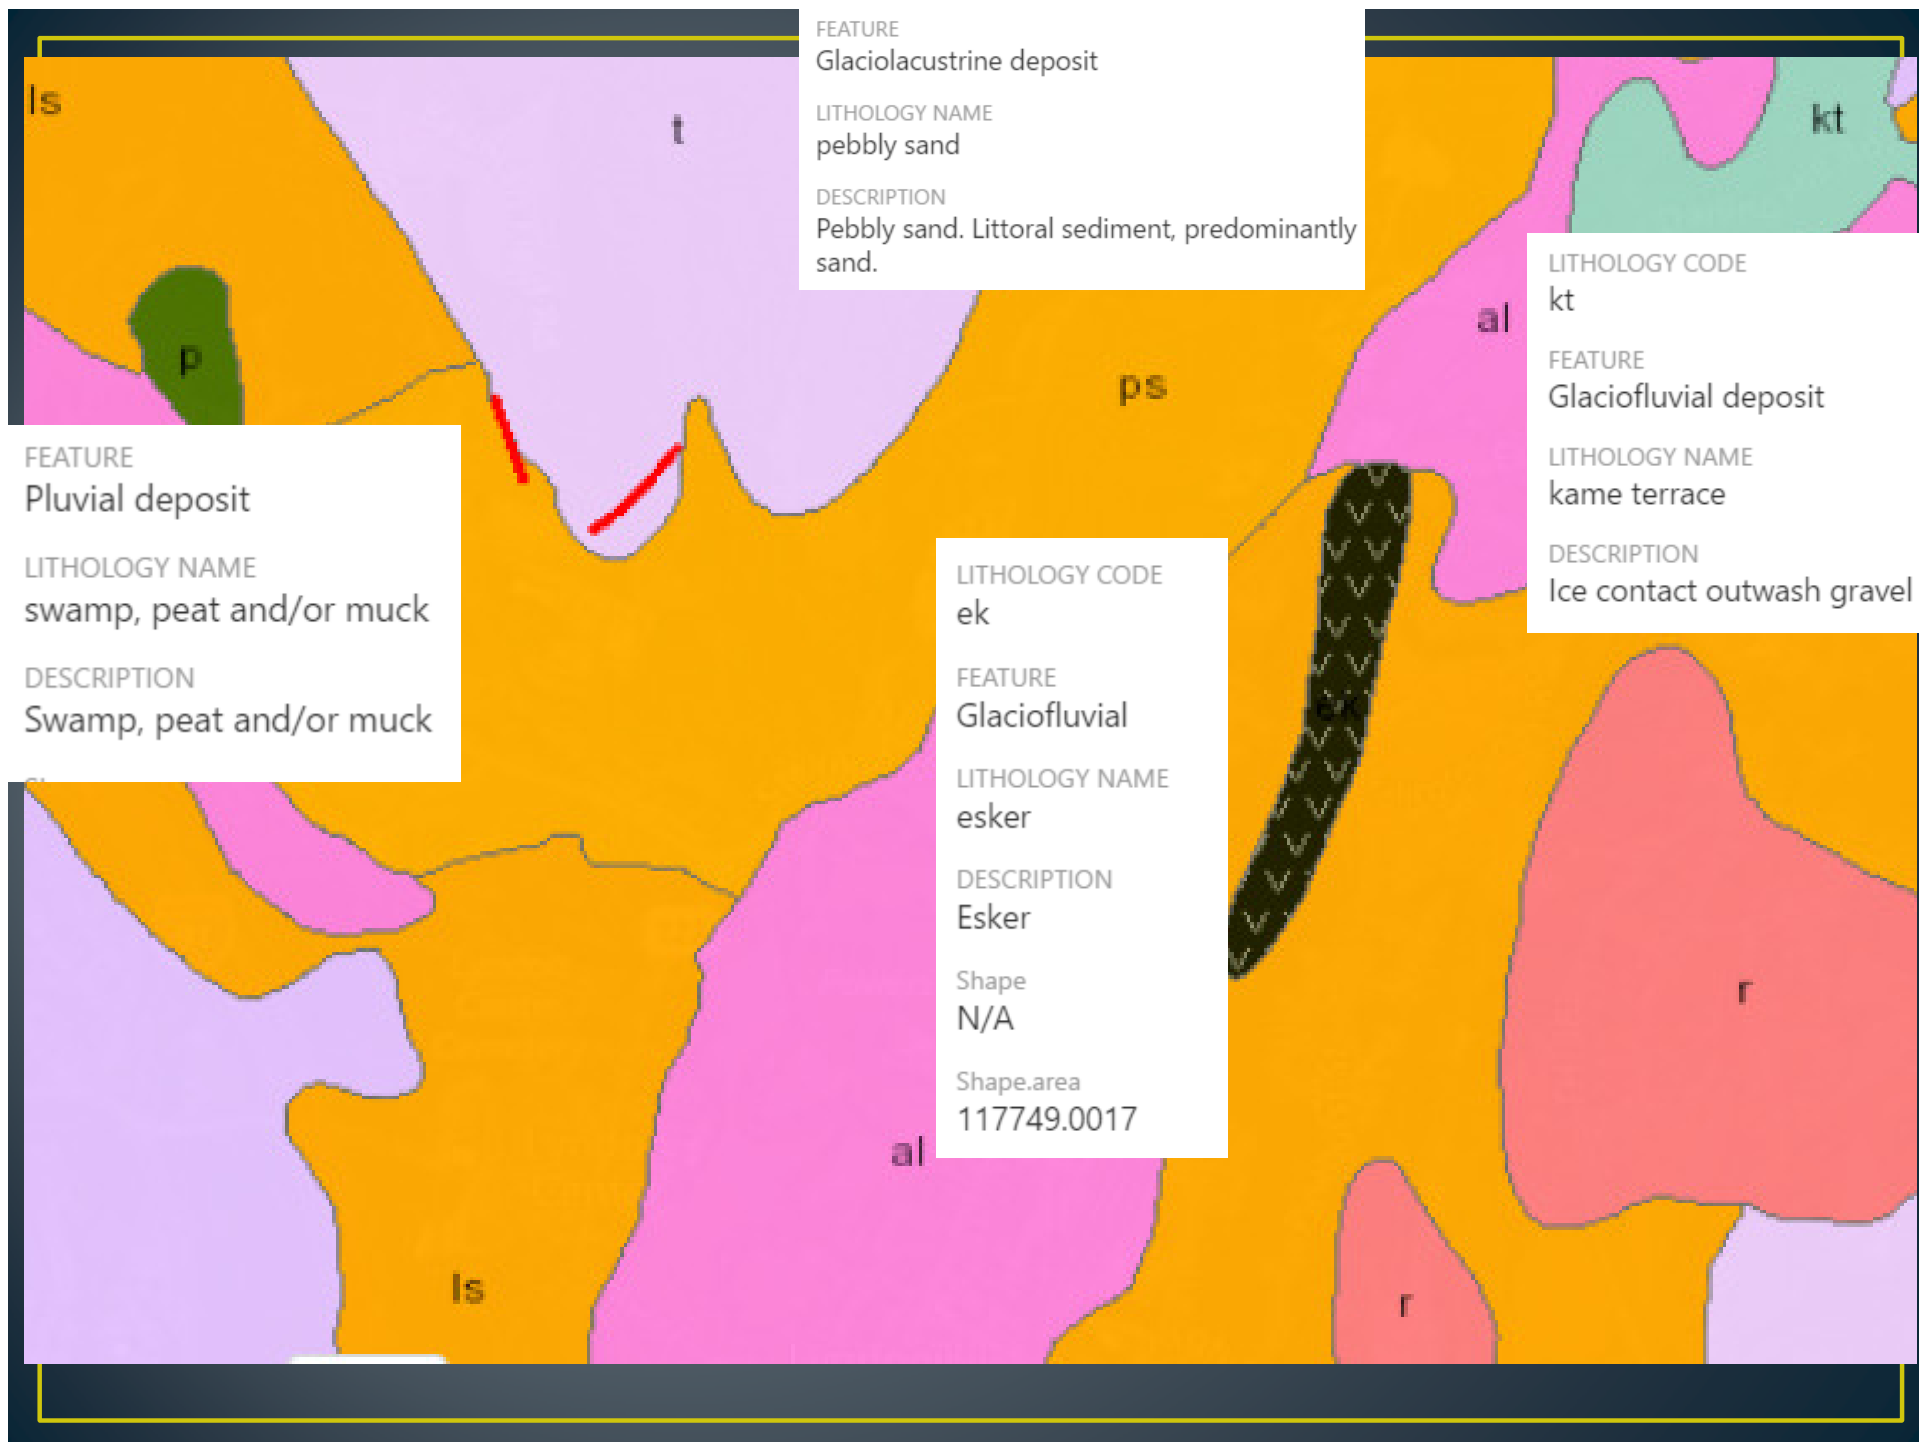 ls
t
FEATURE
Glaciolacustrine deposit
LITHOLOGY NAME
pebbly sand
DESCRIPTION
Pebbly sand. Littoral sediment, predominantly
sand.
kt
p
ps
al
LITHOLOGY CODE
kt
FEATURE
Glaciofluvial deposit
LITHOLOGY NAME
kame terrace
DESCRIPTION
Ice contact outwash gravel
FEATURE
Pluvial deposit
LITHOLOGY NAME
swamp, peat and/or muck
DESCRIPTION
Swamp, peat and/or muck
LITHOLOGY CODE
ek
FEATURE
Glaciofluvial
LITHOLOGY NAME
esker
DESCRIPTION
Esker
Shape
N/A
Shape.area
117749.0017
ek
r
al
ls
r